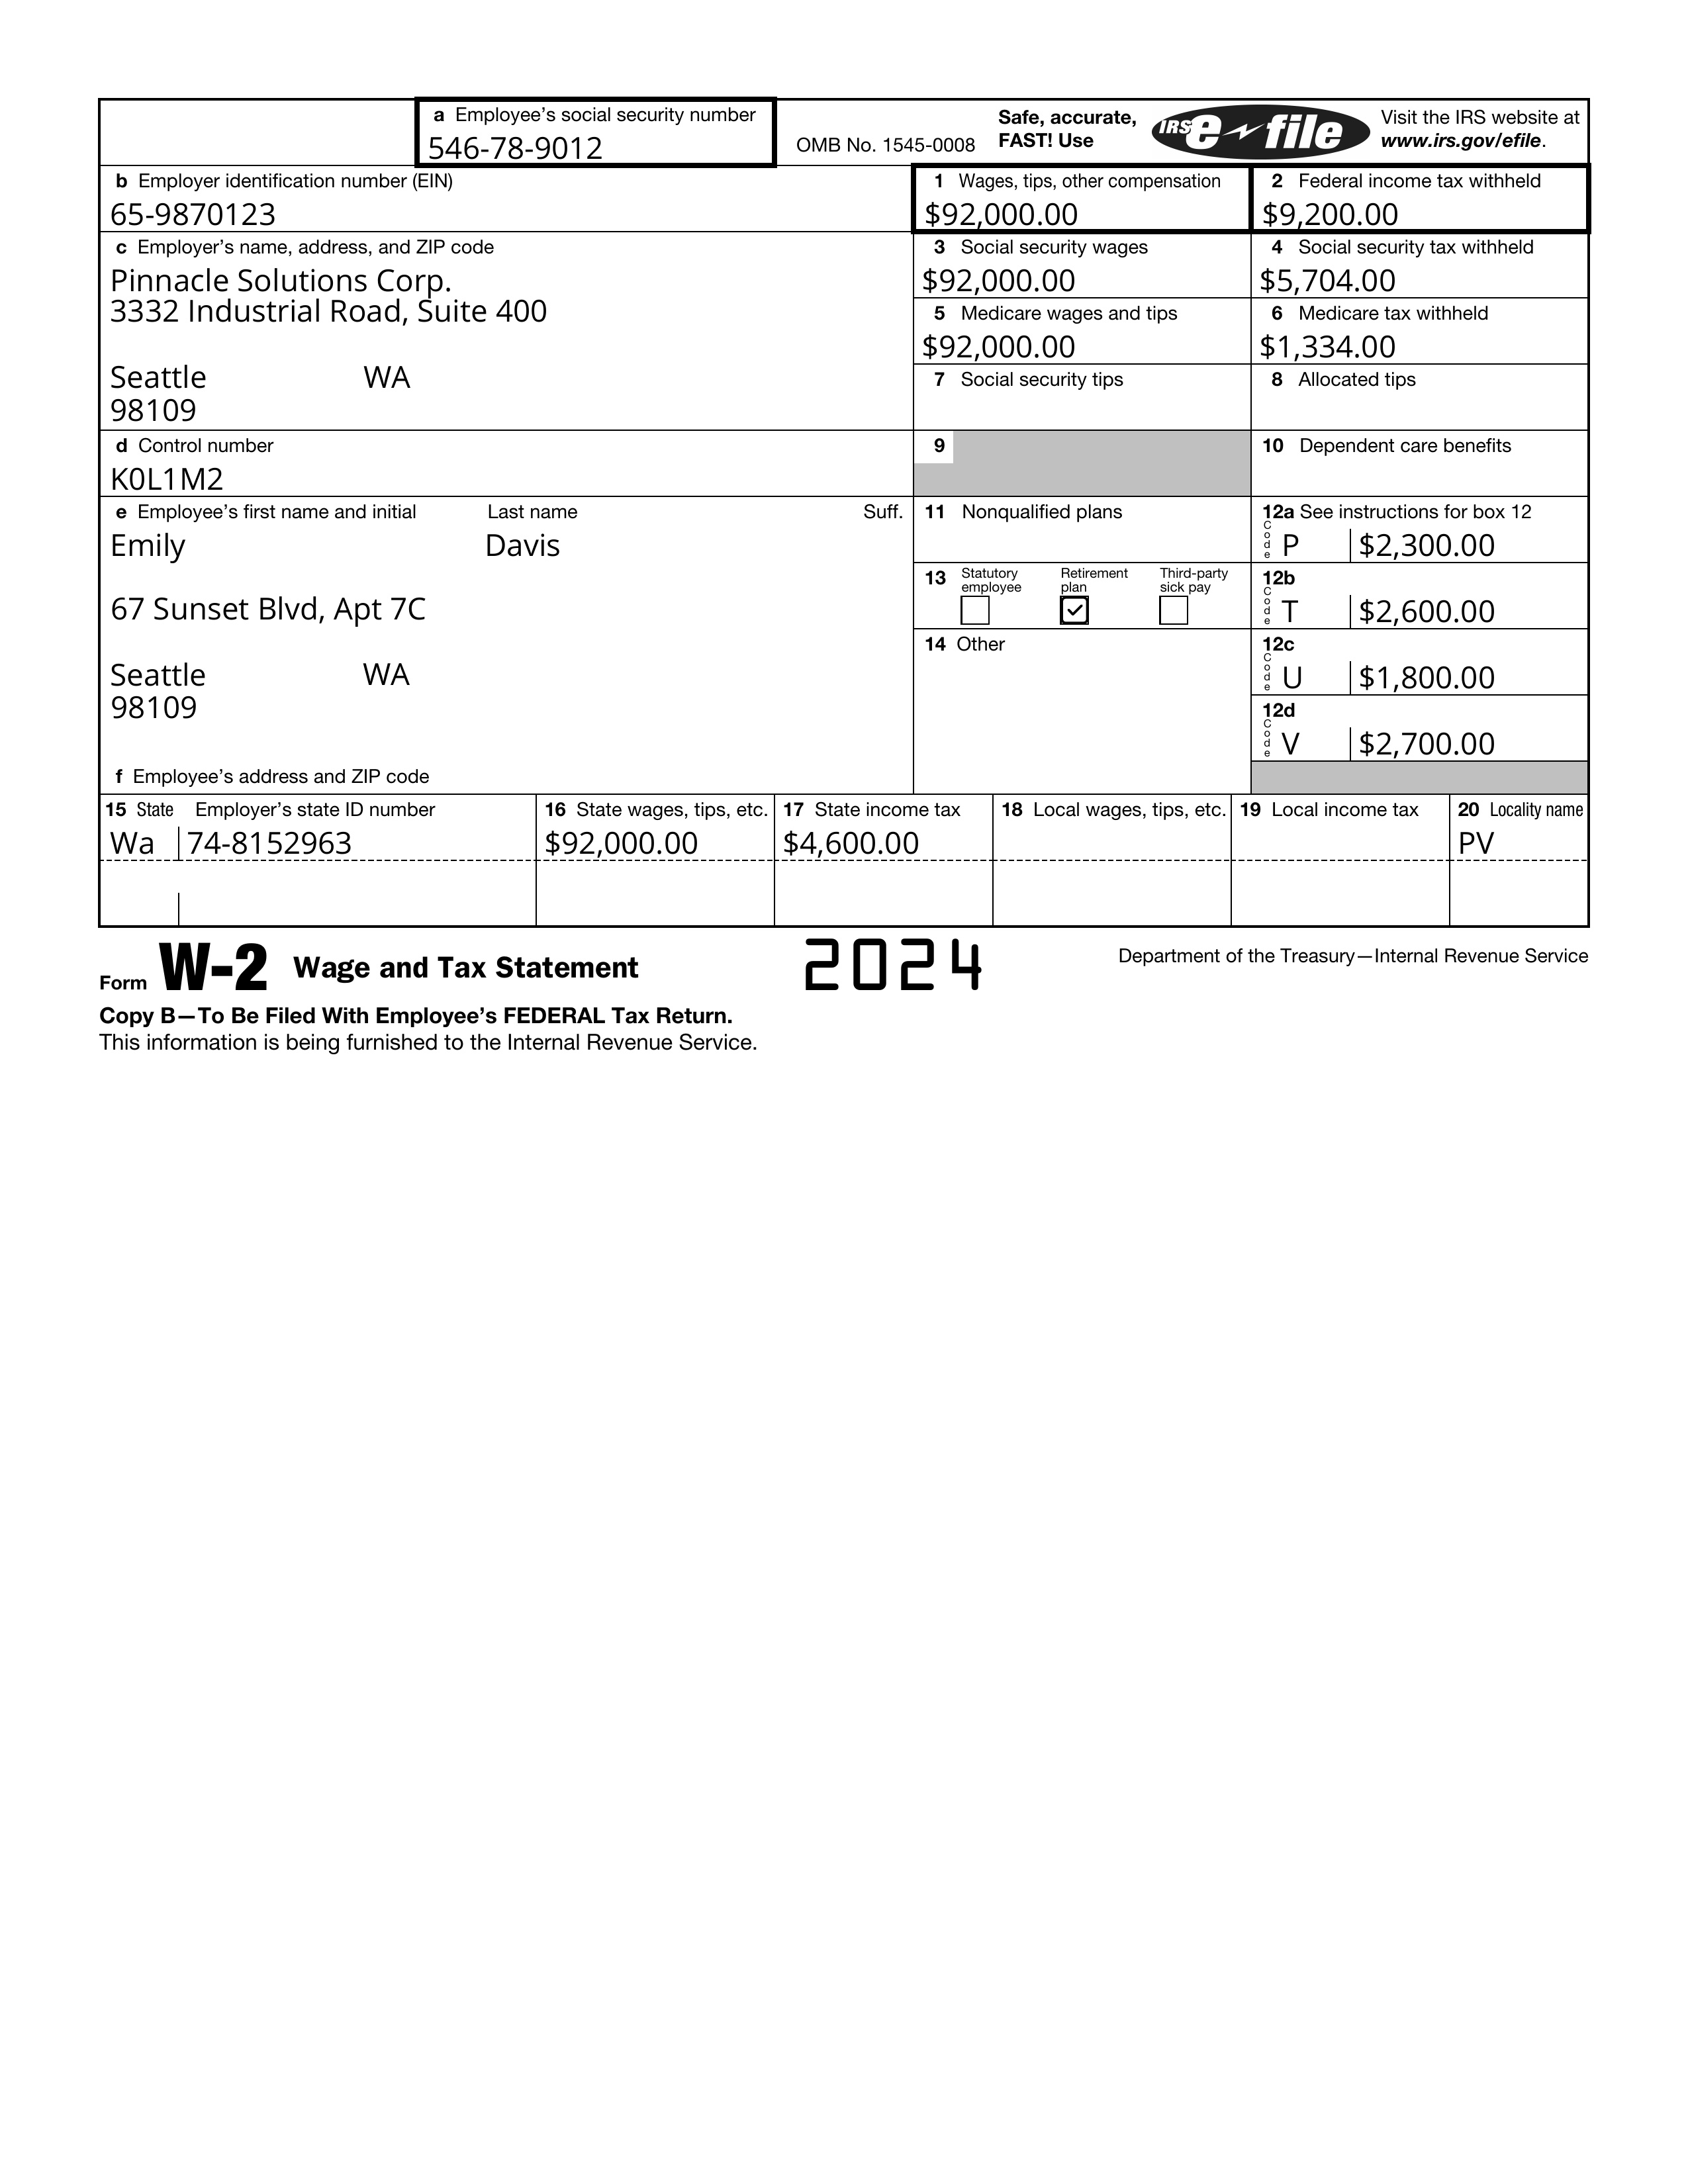 a Employee's social security number
546-78-9012
OMB No. 1545-0008
Safe, accurate,
FAST! Use
IRS e-file
Visit the IRS website at
www.irs.gov/efile.
b Employer identification number (EIN)
65-9870123
1 Wages, tips, other compensation
$92,000.00
2 Federal income tax withheld
$9,200.00
c Employer's name, address, and ZIP code
Pinnacle Solutions Corp.
3332 Industrial Road, Suite 400
Seattle WA
98109
3 Social security wages
$92,000.00
4 Social security tax withheld
$5,704.00
5 Medicare wages and tips
$92,000.00
6 Medicare tax withheld
$1,334.00
7 Social security tips
8 Allocated tips
d Control number
K0L1M2
9
10 Dependent care benefits
e Employee's first name and initial Last name Suff.
Emily Davis
67 Sunset Blvd, Apt 7C
Seattle WA
98109
f Employee's address and ZIP code
11 Nonqualified plans
12a See instructions for box 12
Code P $2,300.00
13 Statutory employee Retirement plan Third-party sick pay
12b
Code T $2,600.00
14 Other
12c
Code U $1,800.00
12d
Code V $2,700.00
15 State Employer's state ID number 16 State wages, tips, etc. 17 State income tax 18 Local wages, tips, etc. 19 Local income tax 20 Locality name
Wa 74-8152963 $92,000.00 $4,600.00 PV
Form W-2 Wage and Tax Statement 2024 Department of the Treasury—Internal Revenue Service
Copy B—To Be Filed With Employee's FEDERAL Tax Return.
This information is being furnished to the Internal Revenue Service.